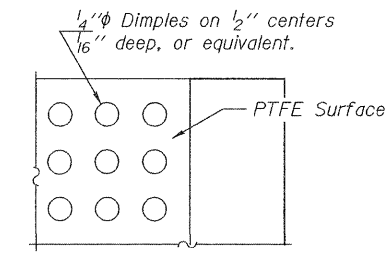 1/4"ϕ Dimples on 1/2" centers
1/16" deep, or equivalent.
PTFE Surface